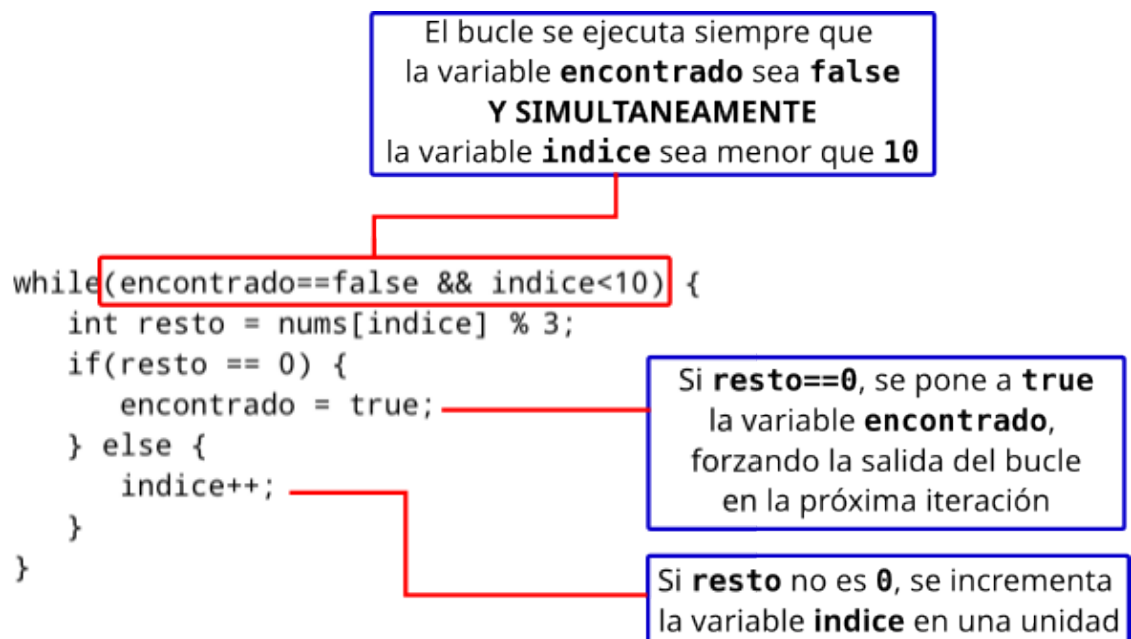 El bucle se ejecuta siempre que
la variable encontrado sea false
Y SIMULTANEAMENTE
la variable indice sea menor que 10
while(encontrado==false && indice<10) {
int resto = nums[indice] % 3;
if(resto == 0) {
encontrado = true;
} else {
indice++;
}
}
Si resto==0, se pone a true
la variable encontrado,
forzando la salida del bucle
en la próxima iteración
Si resto no es 0, se incrementa
la variable indice en una unidad